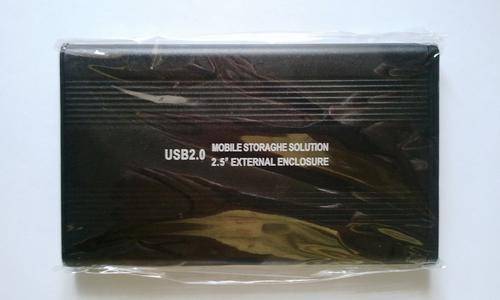 USB2.0 MOBILE STORAGHE SOLUTION
2.5" EXTERNAL ENCLOSURE